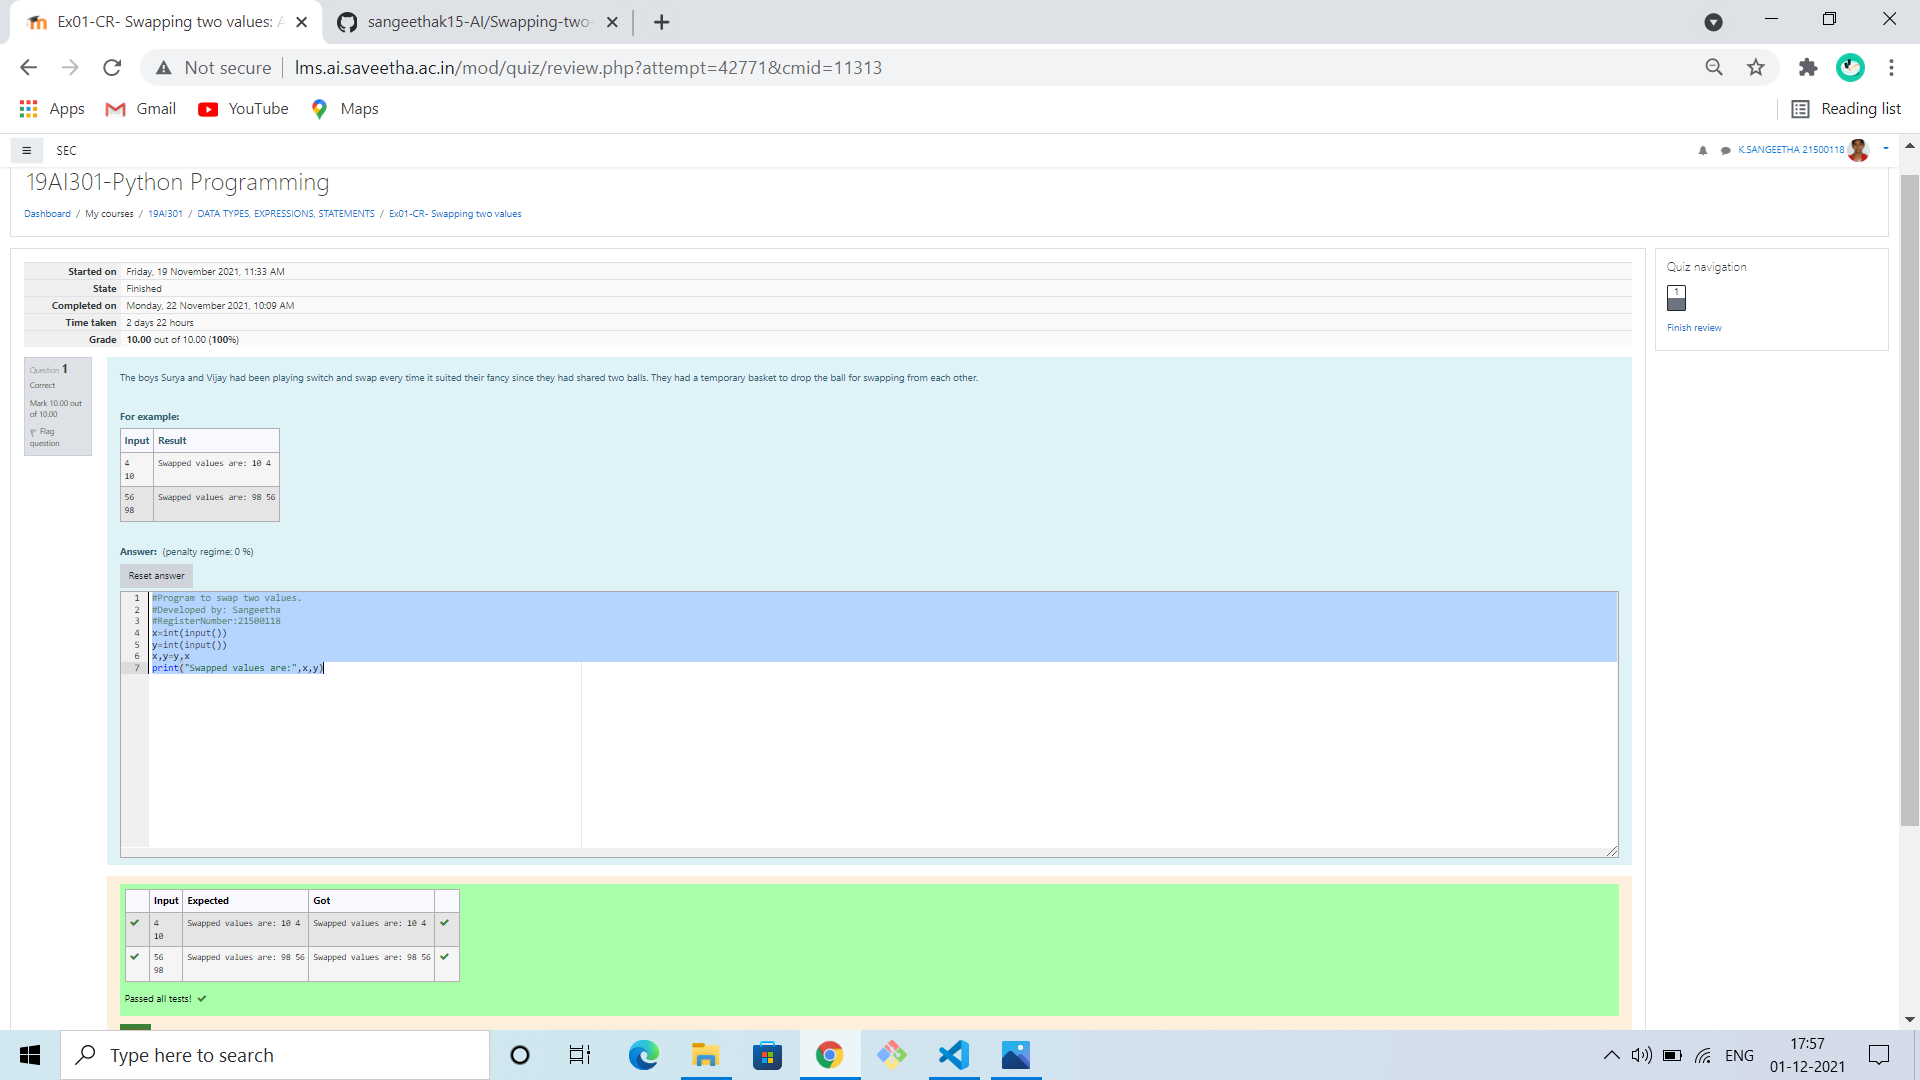 Ex01-CR- Swapping two values: A
sangeethak15-AI/Swapping-two-
Not secure
lms.ai.saveetha.ac.in/mod/quiz/review.php?attempt=42771&cmid=11313
Apps
Gmail
YouTube
Maps
Reading list
SEC
K.SANGEETHA 21500118
19AI301-Python Programming
Dashboard / My courses / 19AI301 / DATA TYPES, EXPRESSIONS, STATEMENTS / Ex01-CR- Swapping two values
Started on Friday, 19 November 2021, 11:33 AM
State Finished
Completed on Monday, 22 November 2021, 10:09 AM
Time taken 2 days 22 hours
Grade 10.00 out of 10.00 (100%)
Quiz navigation
1
Finish review
Question 1
Correct
Mark 10.00 out
of 10.00
Flag
question
The boys Surya and Vijay had been playing switch and swap every time it suited their fancy since they had shared two balls. They had a temporary basket to drop the ball for swapping from each other.
For example:
Input Result
4 Swapped values are: 10 4
10
56 Swapped values are: 98 56
98
Answer: (penalty regime: 0 %)
Reset answer
1 #Program to swap two values.
2 #Developed by: Sangeetha
3 #RegisterNumber:21500118
4 x=int(input())
5 y=int(input())
6 x,y=y,x
7 print("Swapped values are:",x,y)
Input Expected Got
4 Swapped values are: 10 4 Swapped values are: 10 4
10
56 Swapped values are: 98 56 Swapped values are: 98 56
98
Passed all tests!
Type here to search
ENG
17:57
01-12-2021